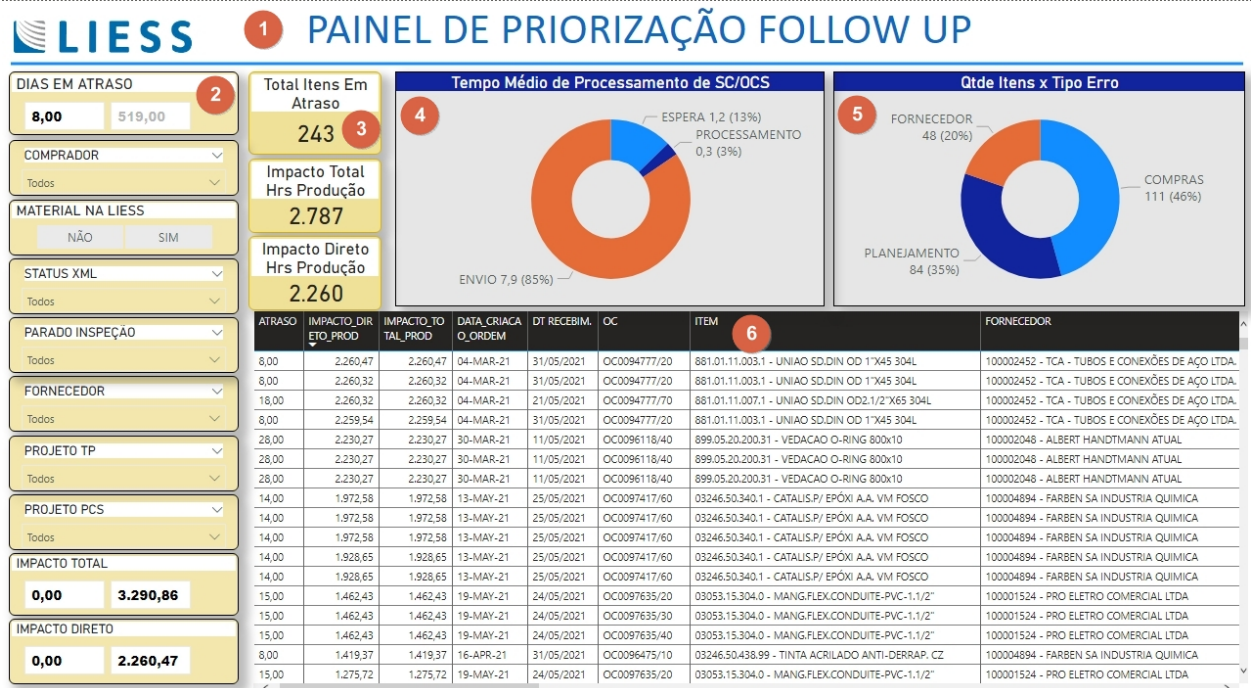 LIESS
1
PAINEL DE PRIORIZAÇÃO FOLLOW UP
DIAS EM ATRASO
2
8,00 519,00
COMPRADOR
Todos
MATERIAL NA LIESS
NÃO SIM
STATUS XML
Todos
PARADO INSPEÇÃO
Todos
FORNECEDOR
Todos
PROJETO TP
Todos
PROJETO PCS
Todos
IMPACTO TOTAL
0,00 3.290,86
IMPACTO DIRETO
0,00 2.260,47
Total Itens Em
Atraso
243 3
Impacto Total
Hrs Produção
2.787
Impacto Direto
Hrs Produção
2.260
Tempo Médio de Processamento de SC/OCS
4
ESPERA 1,2 (13%)
PROCESSAMENTO
0,3 (3%)
ENVIO 7,9 (85%)
Qtde Itens x Tipo Erro
5
FORNECEDOR
48 (20%)
COMPRAS
111 (46%)
PLANEJAMENTO
84 (35%)
6
ATRASO IMPACTO_DIR IMPACTO_TO DATA_CRIACA DT RECEBIM. OC ITEM FORNECEDOR
ETO_PROD TAL_PROD O_ORDEM
8,00 2.260,47 2.260,47 04-MAR-21 31/05/2021 OC0094777/20 881.01.11.003.1 - UNIAO SD.DIN OD 1"X45 304L 100002452 - TCA - TUBOS E CONEXÕES DE AÇO LTDA.
8,00 2.260,32 2.260,32 04-MAR-21 31/05/2021 OC0094777/20 881.01.11.003.1 - UNIAO SD.DIN OD 1"X45 304L 100002452 - TCA - TUBOS E CONEXÕES DE AÇO LTDA.
18,00 2.260,32 2.260,32 04-MAR-21 21/05/2021 OC0094777/70 881.01.11.007.1 - UNIAO SD.DIN OD2.1/2"X65 304L 100002452 - TCA - TUBOS E CONEXÕES DE AÇO LTDA.
8,00 2.259,54 2.259,54 04-MAR-21 31/05/2021 OC0094777/20 881.01.11.003.1 - UNIAO SD.DIN OD 1"X45 304L 100002452 - TCA - TUBOS E CONEXÕES DE AÇO LTDA.
28,00 2.230,27 2.230,27 30-MAR-21 11/05/2021 OC0096118/40 899.05.20.200.31 - VEDACAO O-RING 800x10 100002048 - ALBERT HANDTMANN ATUAL
28,00 2.230,27 2.230,27 30-MAR-21 11/05/2021 OC0096118/40 899.05.20.200.31 - VEDACAO O-RING 800x10 100002048 - ALBERT HANDTMANN ATUAL
28,00 2.230,27 2.230,27 30-MAR-21 11/05/2021 OC0096118/40 899.05.20.200.31 - VEDACAO O-RING 800x10 100002048 - ALBERT HANDTMANN ATUAL
14,00 1.972,58 1.972,58 13-MAY-21 25/05/2021 OC0097417/60 03246.50.340.1 - CATALIS.P/ EPÓXI A.A. VM FOSCO 100004894 - FARBEN SA INDUSTRIA QUIMICA
14,00 1.972,58 1.972,58 13-MAY-21 25/05/2021 OC0097417/60 03246.50.340.1 - CATALIS.P/ EPÓXI A.A. VM FOSCO 100004894 - FARBEN SA INDUSTRIA QUIMICA
14,00 1.972,58 1.972,58 13-MAY-21 25/05/2021 OC0097417/60 03246.50.340.1 - CATALIS.P/ EPÓXI A.A. VM FOSCO 100004894 - FARBEN SA INDUSTRIA QUIMICA
14,00 1.928,65 1.928,65 13-MAY-21 25/05/2021 OC0097417/60 03246.50.340.1 - CATALIS.P/ EPÓXI A.A. VM FOSCO 100004894 - FARBEN SA INDUSTRIA QUIMICA
14,00 1.928,65 1.928,65 13-MAY-21 25/05/2021 OC0097417/60 03246.50.340.1 - CATALIS.P/ EPÓXI A.A. VM FOSCO 100004894 - FARBEN SA INDUSTRIA QUIMICA
15,00 1.462,43 1.462,43 19-MAY-21 24/05/2021 OC0097635/20 03053.15.304.0 - MANG.FLEX.CONDUITE-PVC-1.1/2" 100001524 - PRO ELETRO COMERCIAL LTDA
15,00 1.462,43 1.462,43 19-MAY-21 24/05/2021 OC0097635/30 03053.15.304.0 - MANG.FLEX.CONDUITE-PVC-1.1/2" 100001524 - PRO ELETRO COMERCIAL LTDA
15,00 1.462,43 1.462,43 19-MAY-21 24/05/2021 OC0097635/40 03053.15.304.0 - MANG.FLEX.CONDUITE-PVC-1.1/2" 100001524 - PRO ELETRO COMERCIAL LTDA
8,00 1.419,37 1.419,37 16-APR-21 31/05/2021 OC0096475/10 03246.50.438.99 - TINTA ACRILADO ANTI-DERRAP. CZ 100004894 - FARBEN SA INDUSTRIA QUIMICA
15,00 1.275,72 1.275,72 19-MAY-21 24/05/2021 OC0097635/20 03053.15.304.0 - MANG.FLEX.CONDUITE-PVC-1.1/2" 100001524 - PRO ELETRO COMERCIAL LTDA